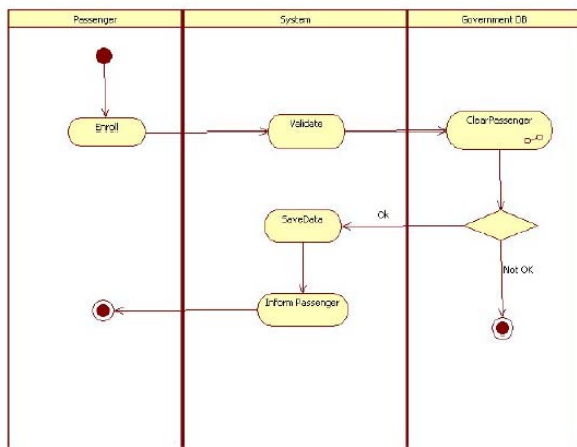 Passenger
System
Government DB
Enroll
Validate
ClearPassenger
SaveData
Ok
Not OK
Inform Passenger